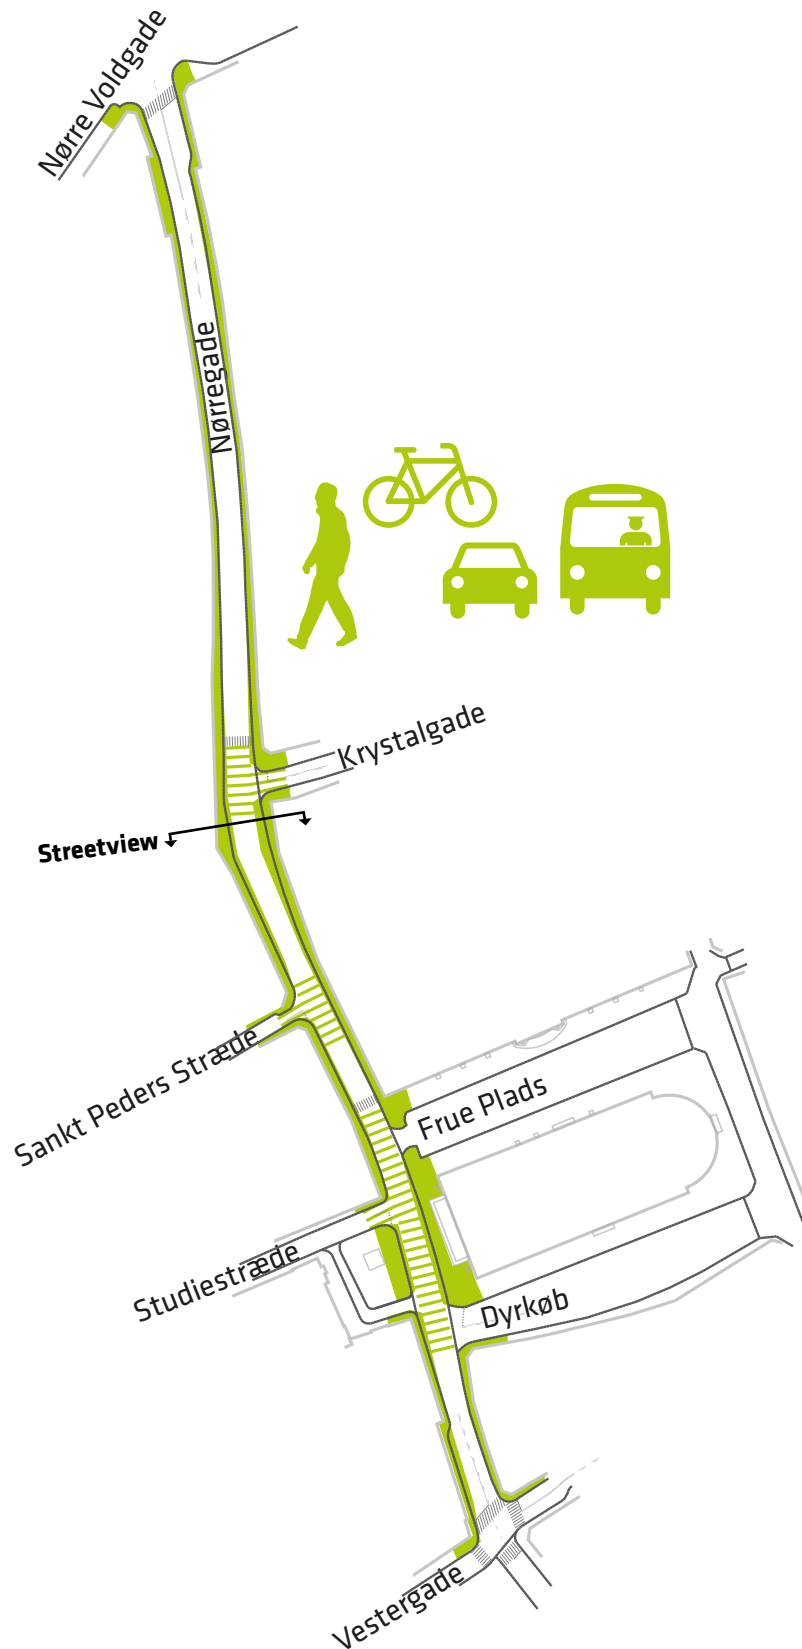 Nørre Voldgade
Nørregade
Krystalgade
Streetview
Sankt Peders Stræde
Frue Plads
Studiestræde
Dyrkøb
Vestergade